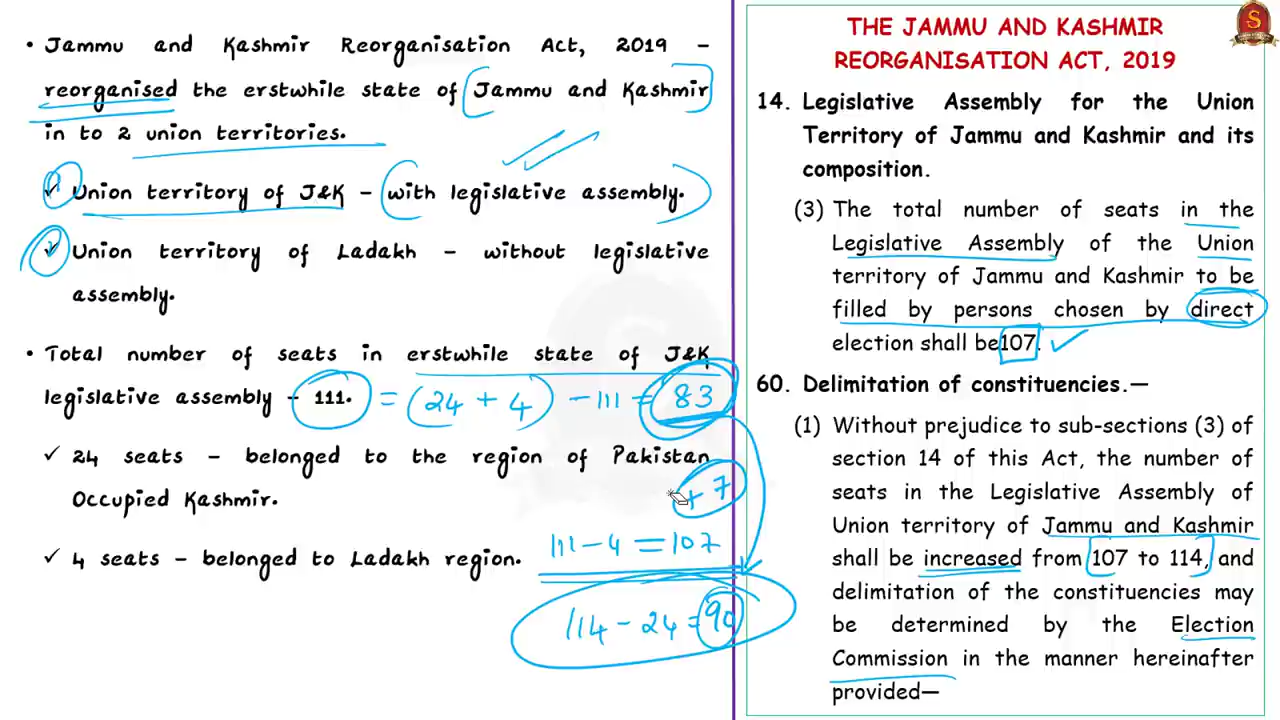 • Jammu and Kashmir Reorganisation Act, 2019 –
reorganised the erstwhile state of Jammu and Kashmir
in to 2 union territories.
✓ Union territory of J&K – with legislative assembly.
✓ Union territory of Ladakh – without legislative
assembly.
• Total number of seats in erstwhile state of J&K
legislative assembly – 111. = (24 + 4) – 111 = 83
✓ 24 seats – belonged to the region of Pakistan
Occupied Kashmir.
+ 7
✓ 4 seats – belonged to Ladakh region.
111 – 4 = 107
114 – 24 = 90
THE JAMMU AND KASHMIR
REORGANISATION ACT, 2019
14. Legislative Assembly for the Union
Territory of Jammu and Kashmir and its
composition.
(3) The total number of seats in the
Legislative Assembly of the Union
territory of Jammu and Kashmir to be
filled by persons chosen by direct
election shall be 107.
60. Delimitation of constituencies.—
(1) Without prejudice to sub-sections (3) of
section 14 of this Act, the number of
seats in the Legislative Assembly of
Union territory of Jammu and Kashmir
shall be increased from 107 to 114, and
delimitation of the constituencies may
be determined by the Election
Commission in the manner hereinafter
provided—